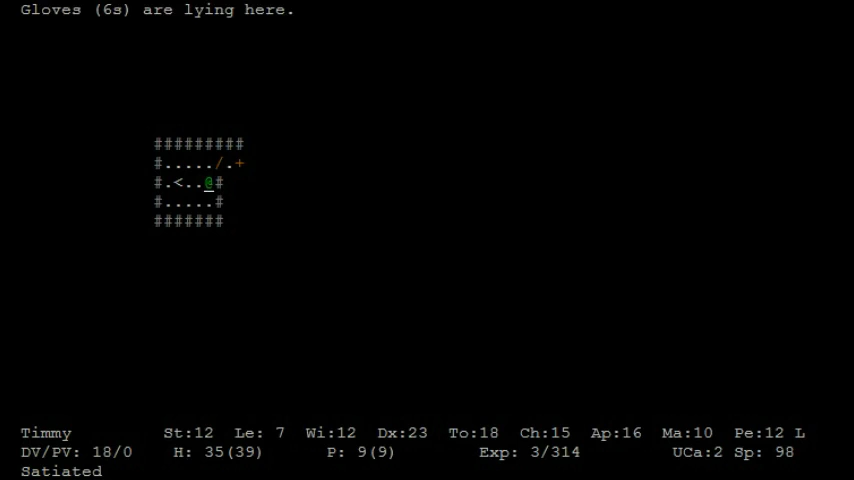 Gloves (6s) are lying here.
#########
#...../.+
#.<..@#
#.....#
#######
Timmy St:12 Le: 7 Wi:12 Dx:23 To:18 Ch:15 Ap:16 Ma:10 Pe:12 L
DV/PV: 18/0 H: 35(39) P: 9(9) Exp: 3/314 UCa:2 Sp: 98
Satiated